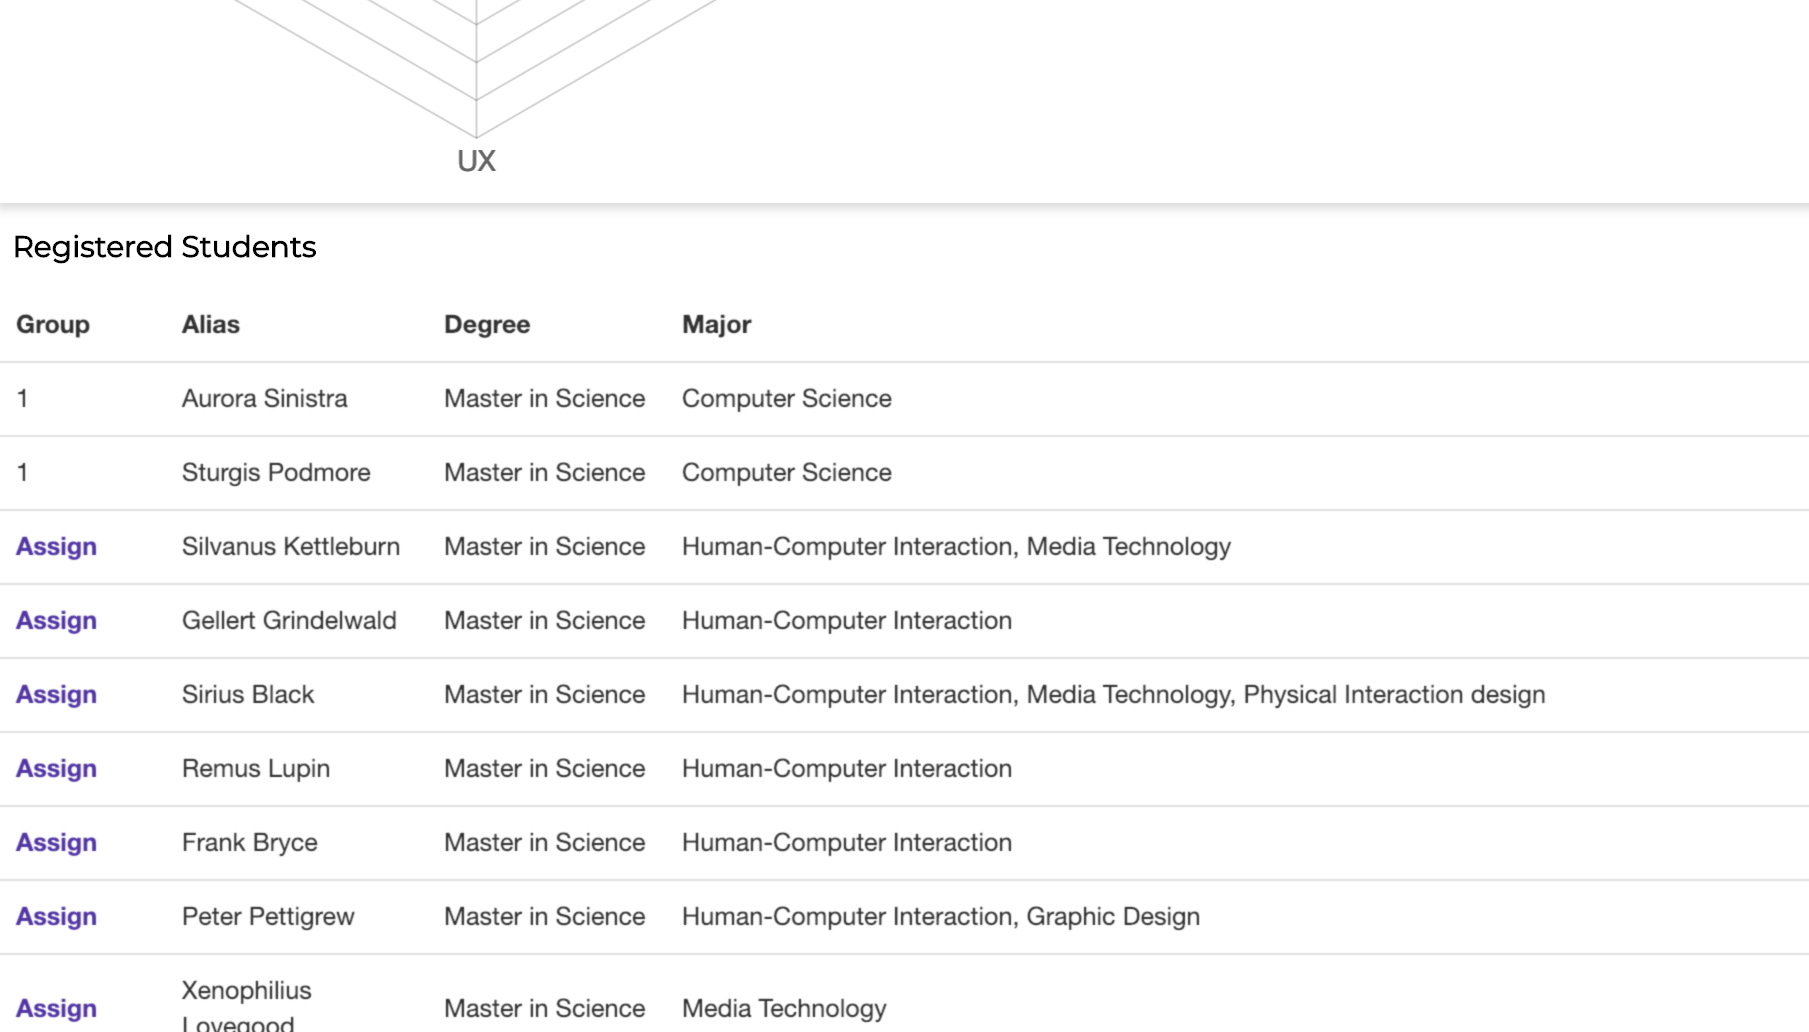 UX
Registered Students
Group Alias Degree Major
1 Aurora Sinistra Master in Science Computer Science
1 Sturgis Podmore Master in Science Computer Science
Assign Silvanus Kettleburn Master in Science Human-Computer Interaction, Media Technology
Assign Gellert Grindelwald Master in Science Human-Computer Interaction
Assign Sirius Black Master in Science Human-Computer Interaction, Media Technology, Physical Interaction design
Assign Remus Lupin Master in Science Human-Computer Interaction
Assign Frank Bryce Master in Science Human-Computer Interaction
Assign Peter Pettigrew Master in Science Human-Computer Interaction, Graphic Design
Xenophilius
Assign Master in Science Media Technology
Lovegood